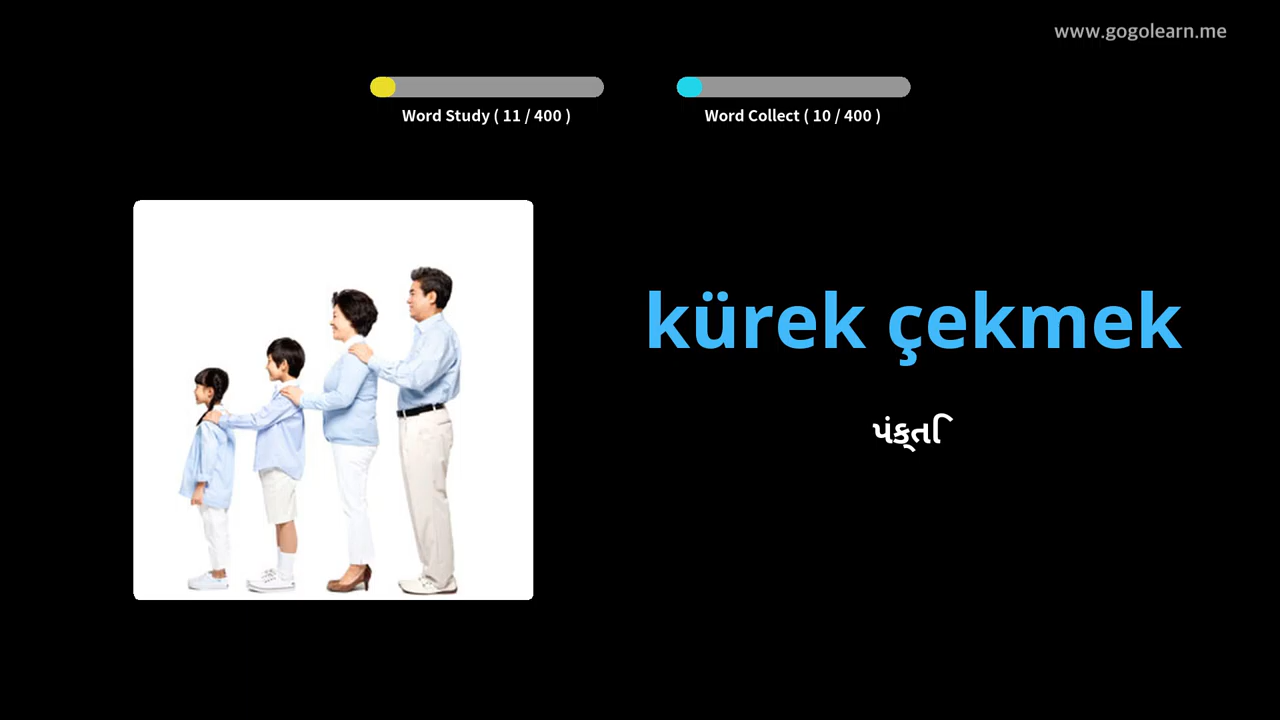 www.gogolearn.me
Word Study ( 11 / 400 )
Word Collect ( 10 / 400 )
kürek çekmek
પંક્તિ